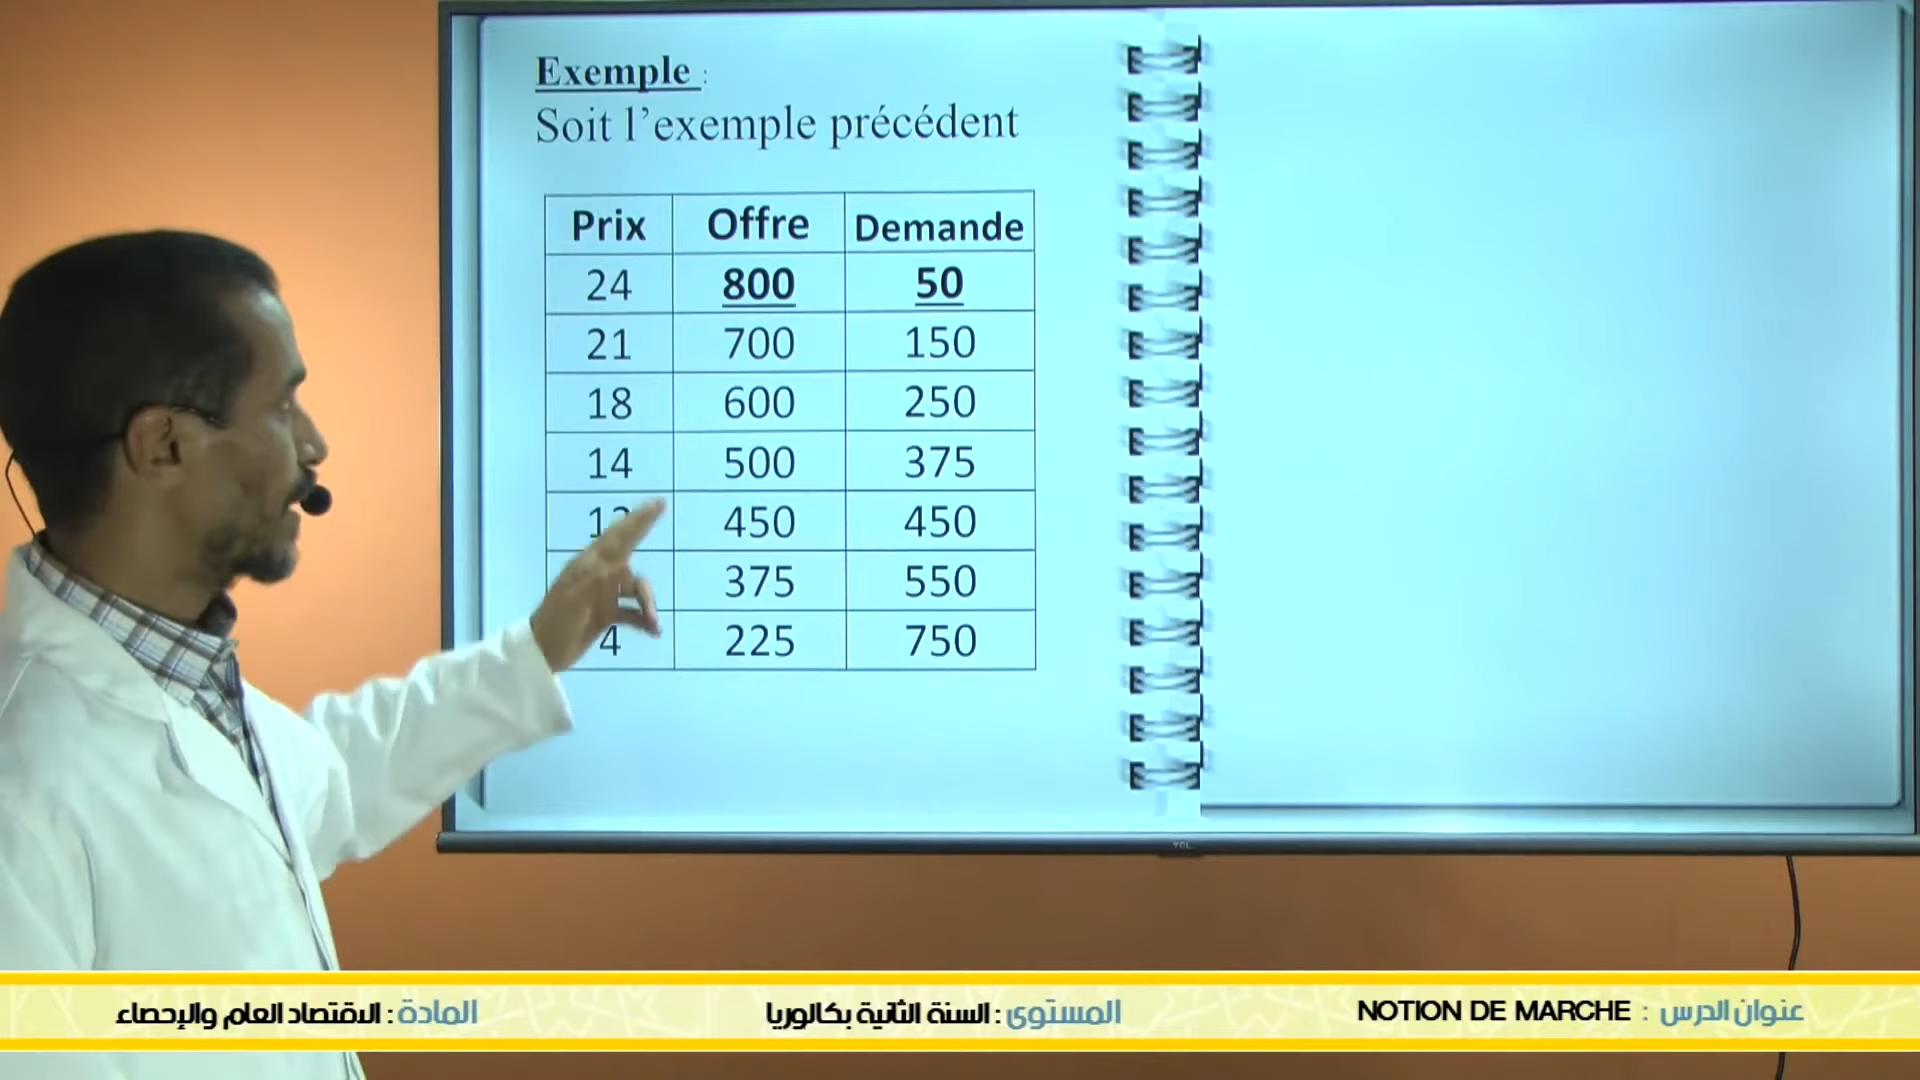 Exemple :
Soit l'exemple précédent
Prix Offre Demande
24 800 50
21 700 150
18 600 250
14 500 375
450 450
375 550
4 225 750
TCL
عنوان الدرس : NOTION DE MARCHE
المستوى : السنة الثانية بكالوريا
المادة : الاقتصاد العام والإحصاء